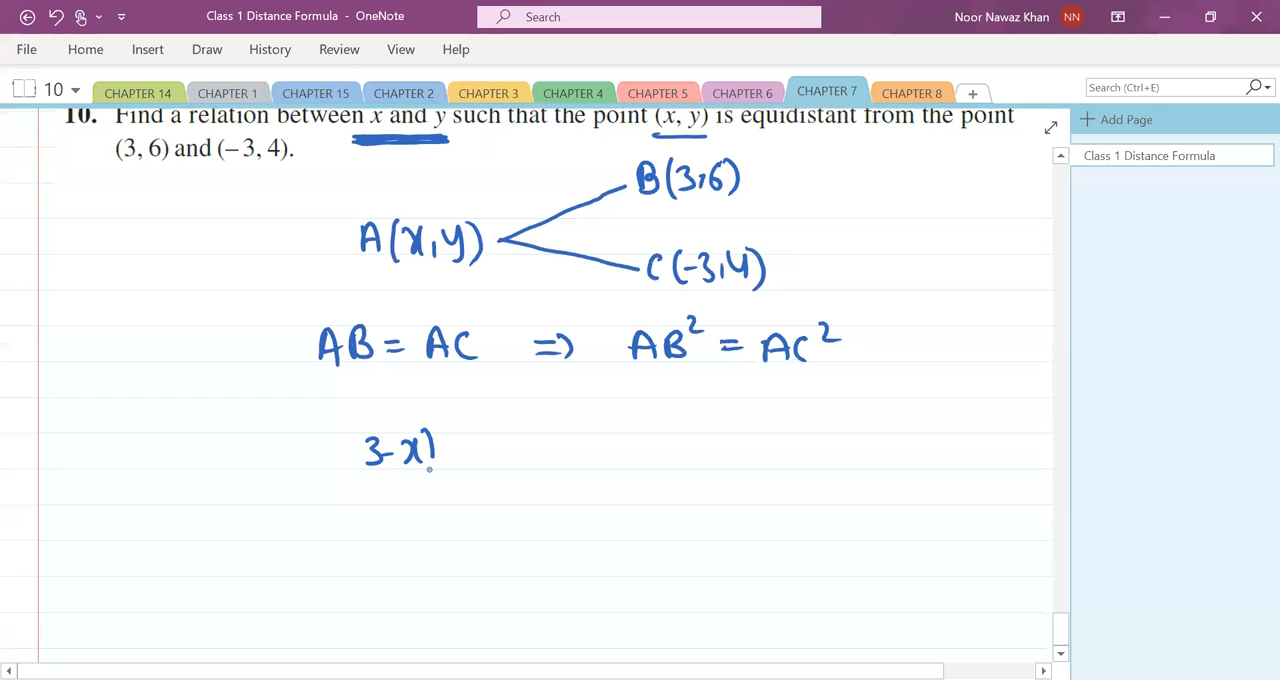 Class 1 Distance Formula - OneNote
Search
Noor Nawaz Khan NN
File Home Insert Draw History Review View Help
10 CHAPTER 14 CHAPTER 1 CHAPTER 15 CHAPTER 2 CHAPTER 3 CHAPTER 4 CHAPTER 5 CHAPTER 6 CHAPTER 7 CHAPTER 8
Search (Ctrl+E)
Add Page
Class 1 Distance Formula
10. Find a relation between x and y such that the point (x, y) is equidistant from the point
(3, 6) and (– 3, 4).
B(3,6)
A(x,y)
C(-3,4)
AB = AC ⇒ AB² = AC²
3-x)